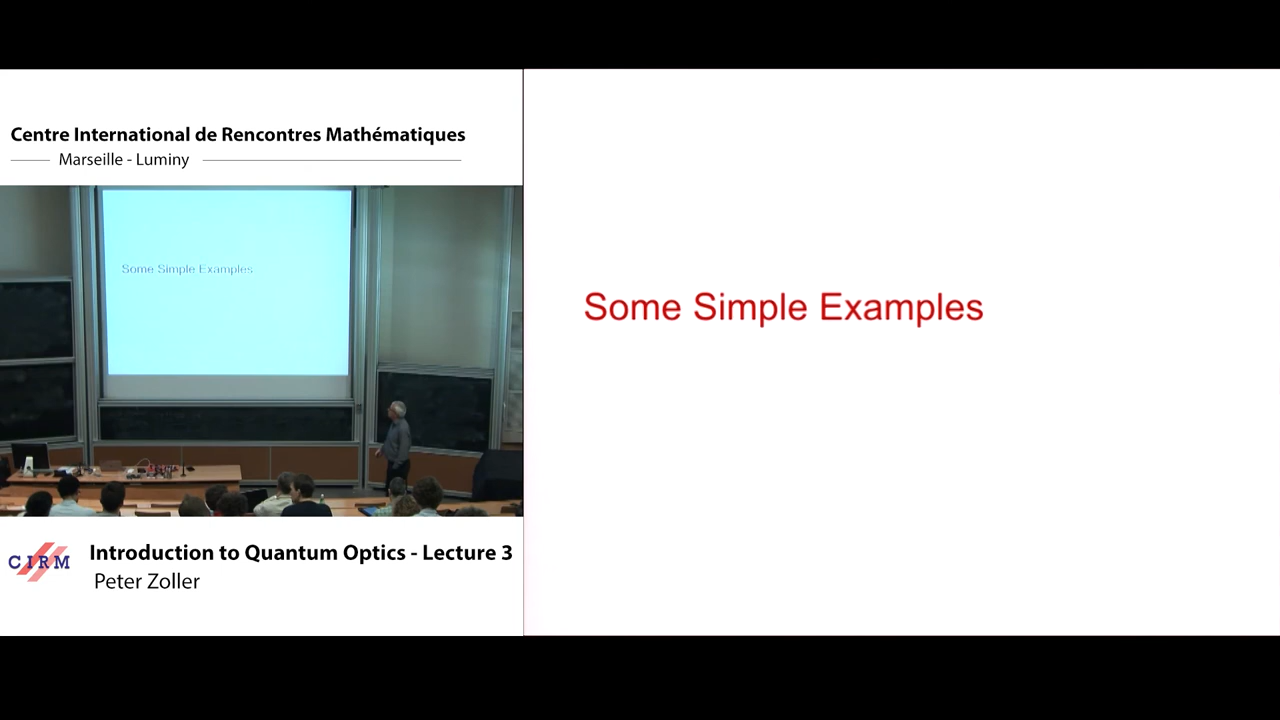 Centre International de Rencontres Mathématiques
Marseille - Luminy
Some Simple Examples
CIRM
Introduction to Quantum Optics - Lecture 3
Peter Zoller
Some Simple Examples